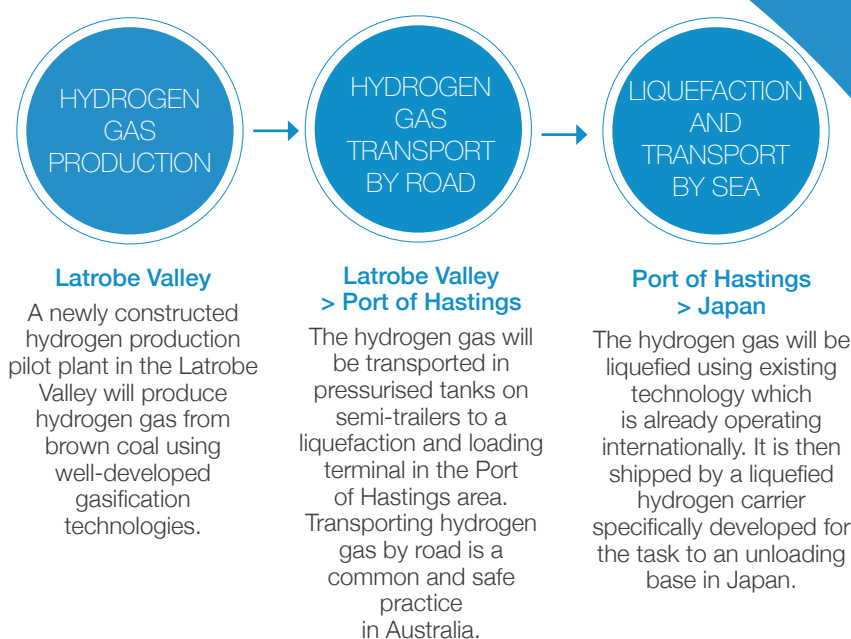 HYDROGEN
GAS
PRODUCTION
HYDROGEN
GAS
TRANSPORT
BY ROAD
LIQUEFACTION
AND
TRANSPORT
BY SEA
Latrobe Valley
A newly constructed
hydrogen production
pilot plant in the Latrobe
Valley will produce
hydrogen gas from
brown coal using
well-developed
gasification
technologies.
Latrobe Valley
> Port of Hastings
The hydrogen gas will
be transported in
pressurised tanks on
semi-trailers to a
liquefaction and loading
terminal in the Port
of Hastings area.
Transporting hydrogen
gas by road is a
common and safe
practice
in Australia.
Port of Hastings
> Japan
The hydrogen gas will be
liquefied using existing
technology which
is already operating
internationally. It is then
shipped by a liquefied
hydrogen carrier
specifically developed for
the task to an unloading
base in Japan.